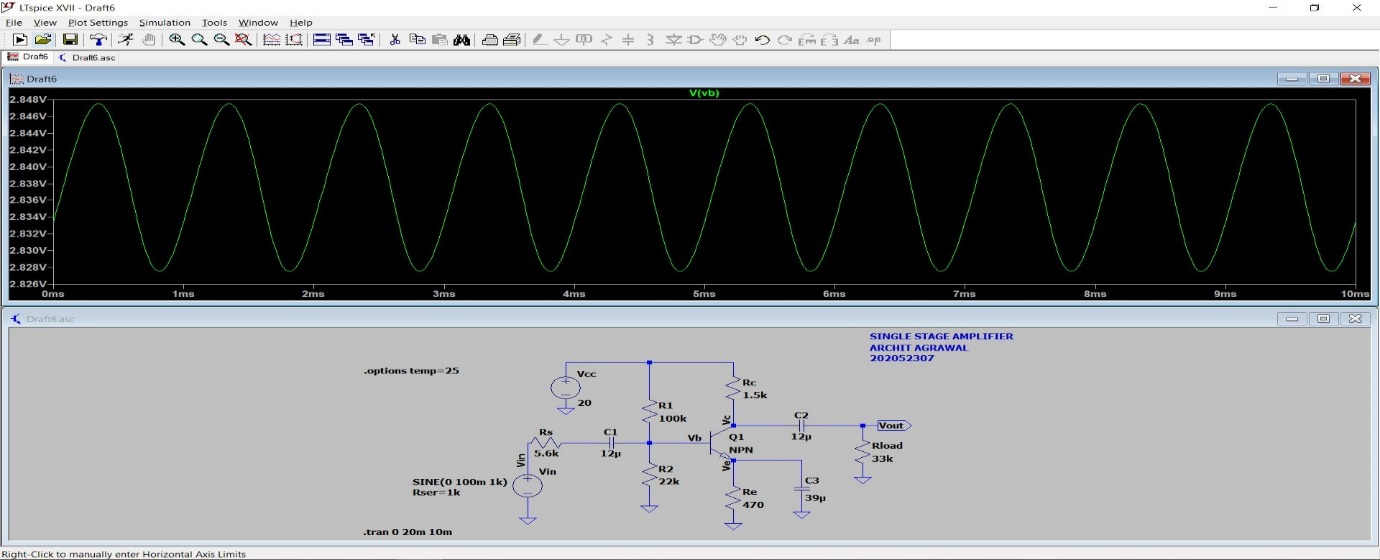 LTspice XVII - Draft6
File View Plot Settings Simulation Tools Window Help
Draft6 Draft6.asc
Draft6
V(vb)
2.848V
2.846V
2.844V
2.842V
2.840V
2.838V
2.836V
2.834V
2.832V
2.830V
2.828V
2.826V
0ms 1ms 2ms 3ms 4ms 5ms 6ms 7ms 8ms 9ms 10ms
Draft6.asc
SINGLE STAGE AMPLIFIER
ARCHIT AGRAWAL
202052307
.options temp=25
Vcc
20
R1
100k
Rc
1.5k
Vc
C2
12µ
Vout
Rs
5.6k
C1
12µ
Vb
Q1
NPN
Rload
33k
Vin
Vin
SINE(0 100m 1k)
Rser=1k
R2
22k
Ve
Re
470
C3
39µ
.tran 0 20m 10m
Right-Click to manually enter Horizontal Axis Limits